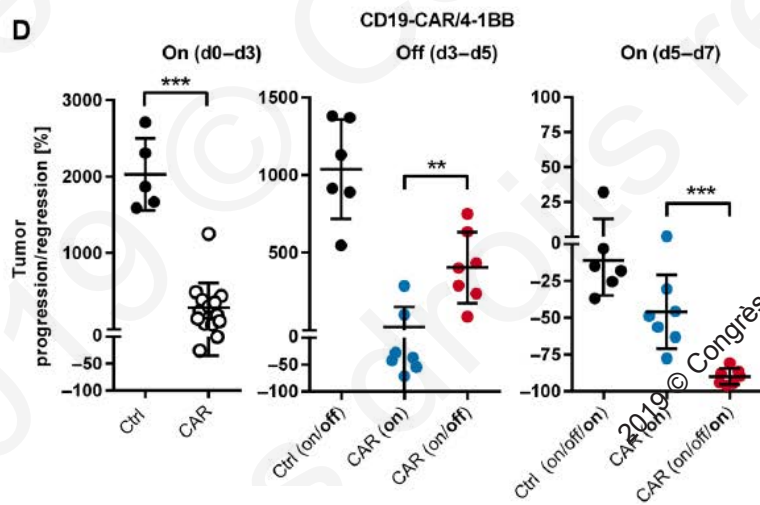 D
CD19-CAR/4-1BB
On (d0–d3)
Off (d3–d5)
On (d5–d7)
Tumor
progression/regression [%]
***
3000
2000
1000
0
–50
–100
Ctrl
CAR
**
1500
1000
500
0
–50
–100
Ctrl (on/off)
CAR (on)
CAR (on/off)
***
100
75
50
25
0
–25
–50
–75
–100
Ctrl (on/off/on)
CAR (on)
CAR (on/off/on)
2019 © Congrès
2019 ©
droits re